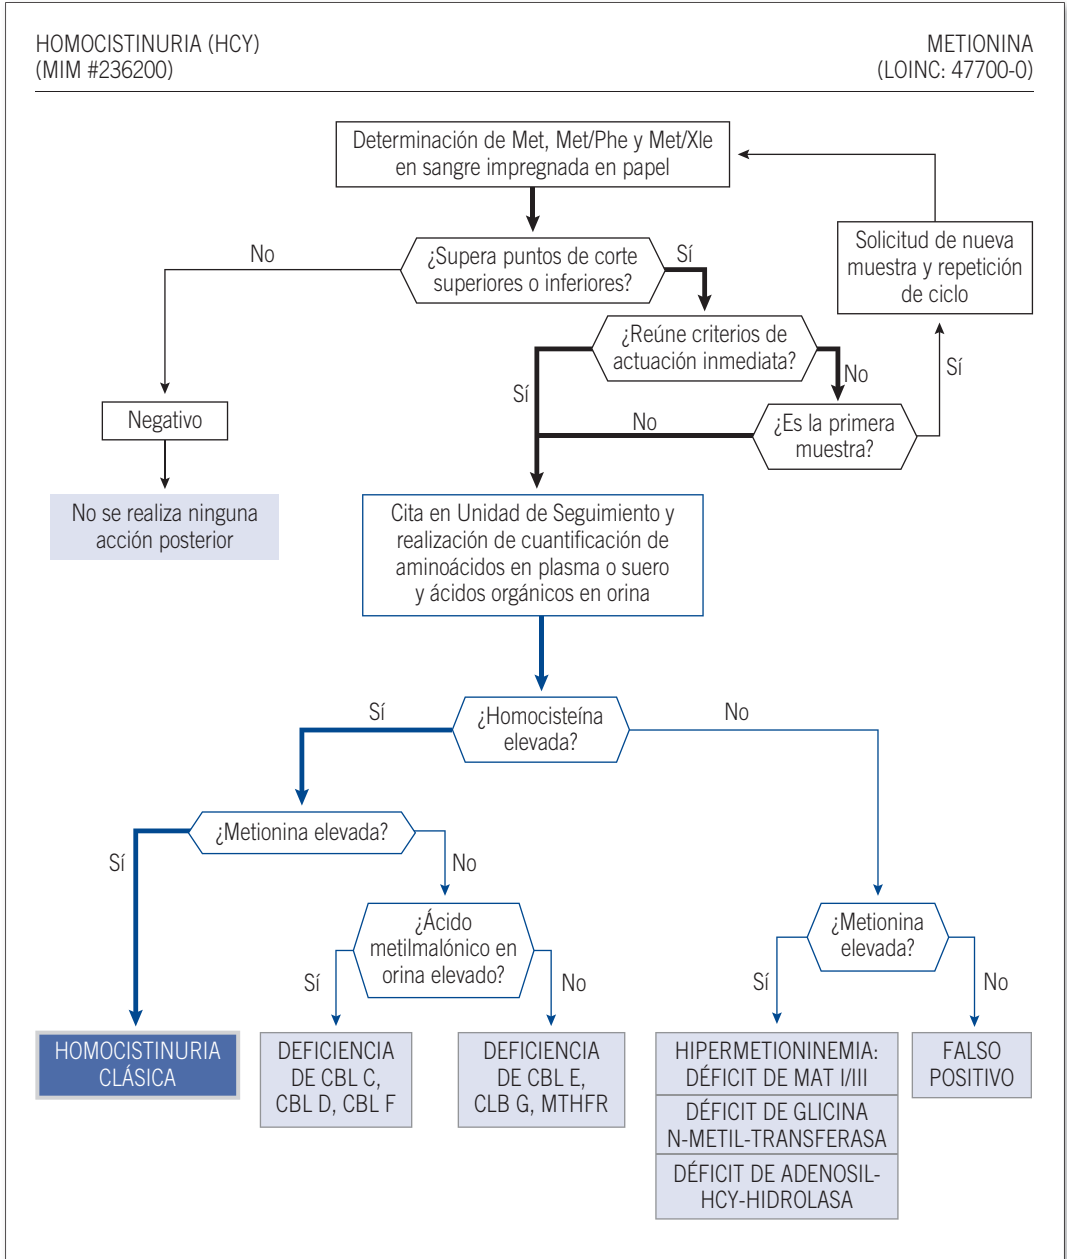 HOMOCISTINURIA (HCY)
(MIM #236200)
METIONINA
(LOINC: 47700-0)
Determinación de Met, Met/Phe y Met/Xle
en sangre impregnada en papel
¿Supera puntos de corte
superiores o inferiores?
No
Sí
Solicitud de nueva
muestra y repetición
de ciclo
¿Reúne criterios de
actuación inmediata?
Sí
No
Sí
¿Es la primera
muestra?
No
Negativo
No se realiza ninguna
acción posterior
Cita en Unidad de Seguimiento y
realización de cuantificación de
aminoácidos en plasma o suero
y ácidos orgánicos en orina
¿Homocisteína
elevada?
Sí
No
¿Metionina elevada?
Sí
No
¿Ácido
metilmalónico en
orina elevado?
Sí
No
¿Metionina
elevada?
Sí
No
HOMOCISTINURIA
CLÁSICA
DEFICIENCIA
DE CBL C,
CBL D, CBL F
DEFICIENCIA
DE CBL E,
CLB G, MTHFR
HIPERMETIONINEMIA:
DÉFICIT DE MAT I/III
DÉFICIT DE GLICINA
N-METIL-TRANSFERASA
DÉFICIT DE ADENOSIL-
HCY-HIDROLASA
FALSO
POSITIVO